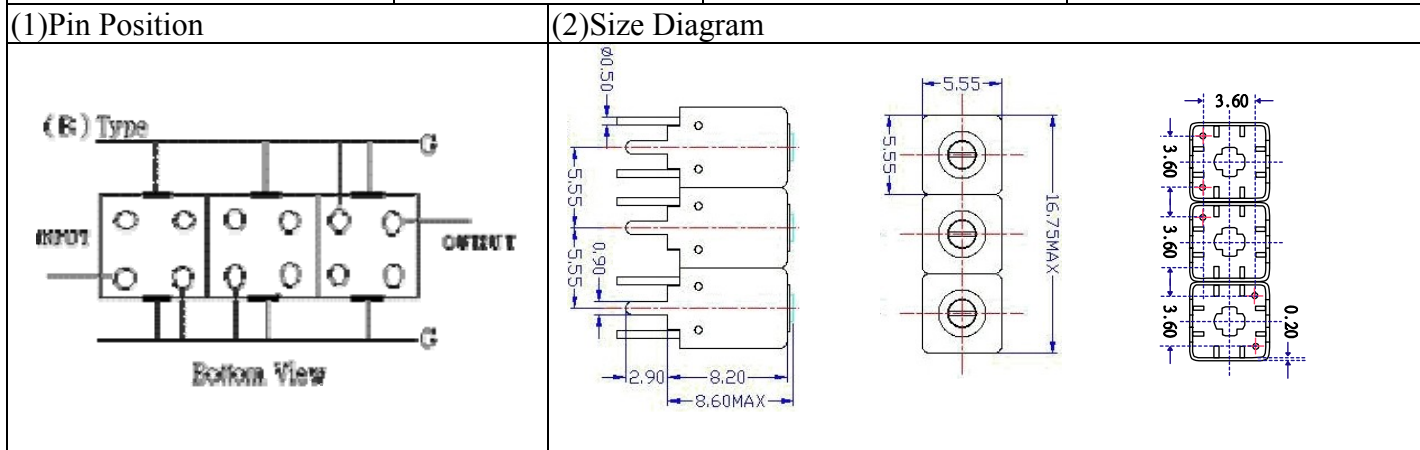 (1)Pin Position
(2)Size Diagram
(B) Type
G
INPUT
OUTPUT
G
Bottom View
Ø0.50
5.55
5.55
0.90
2.90
8.20
8.60MAX
5.55
5.55
16.75MAX
3.60
3.60
3.60
3.60
0.20